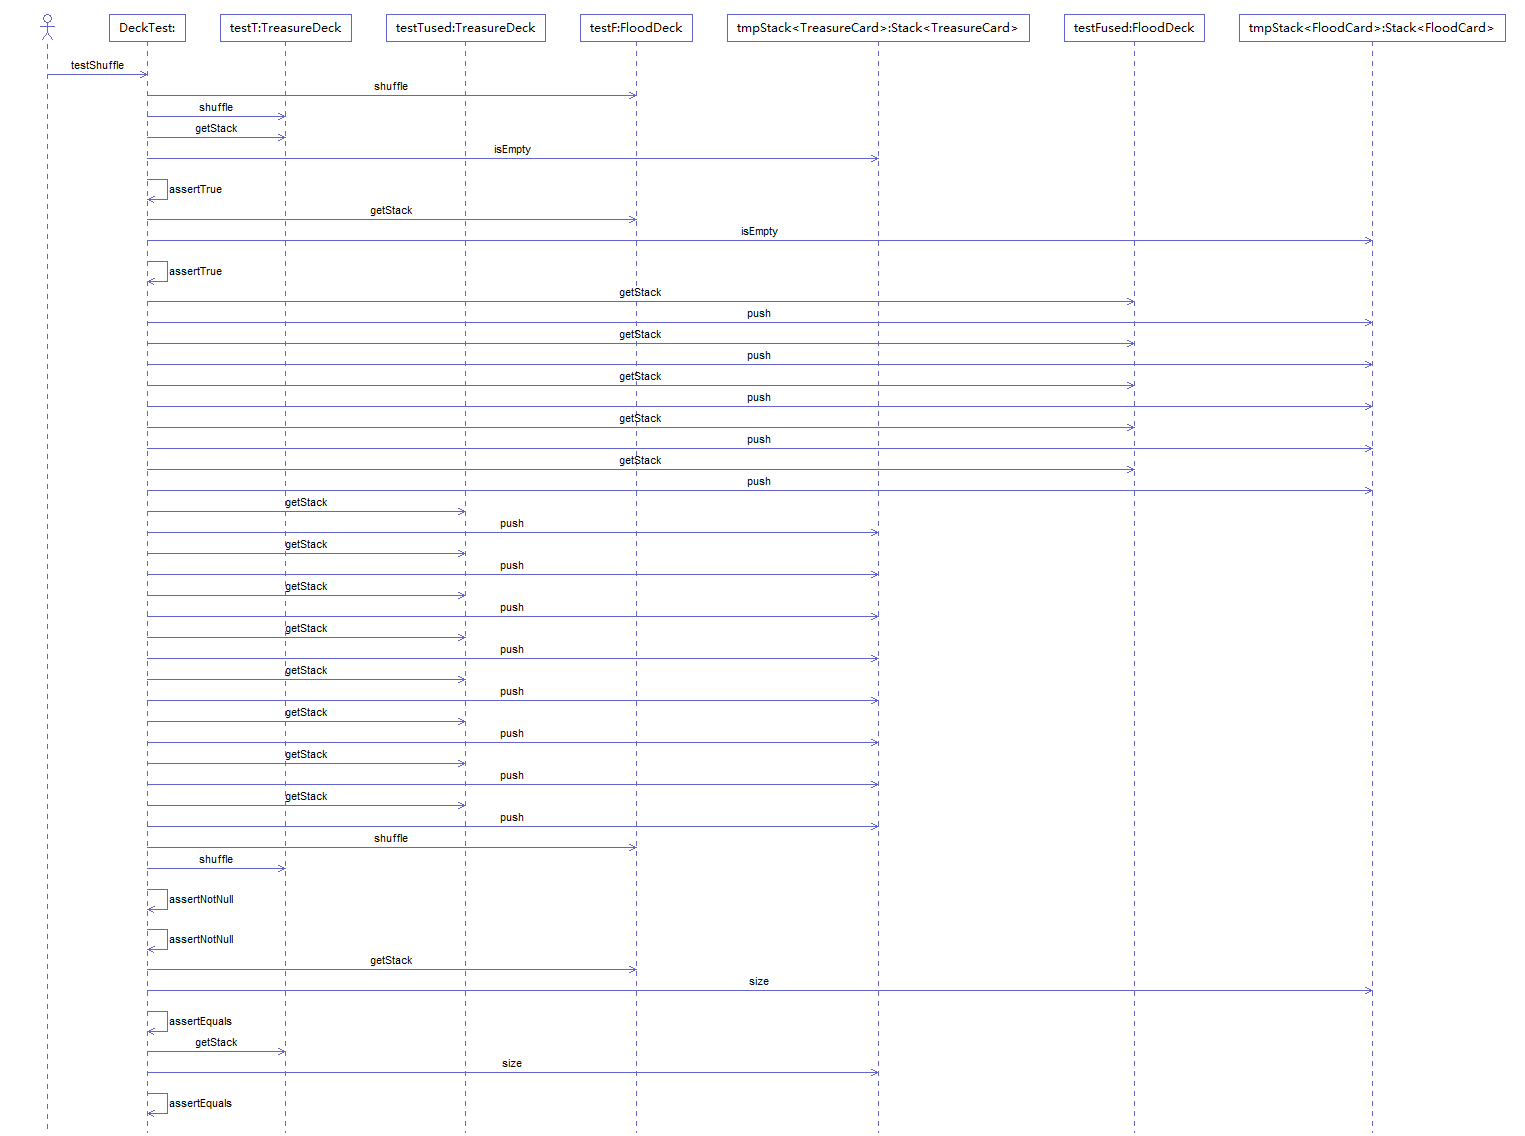 DeckTest:
testT:TreasureDeck
testTused:TreasureDeck
testF:FloodDeck
tmpStack<TreasureCard>:Stack<TreasureCard>
testFused:FloodDeck
tmpStack<FloodCard>:Stack<FloodCard>
testShuffle
shuffle
shuffle
getStack
isEmpty
assertTrue
getStack
isEmpty
assertTrue
getStack
push
getStack
push
getStack
push
getStack
push
getStack
push
getStack
push
getStack
push
getStack
push
getStack
push
getStack
push
getStack
push
getStack
push
getStack
push
shuffle
shuffle
assertNotNull
assertNotNull
getStack
size
assertEquals
getStack
size
assertEquals